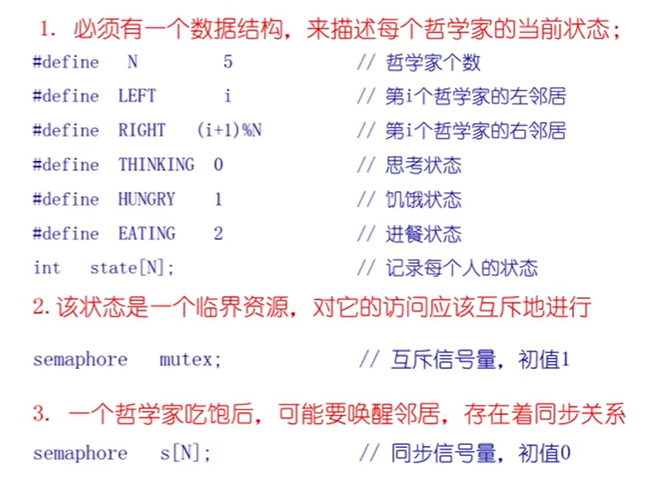 1. 必须有一个数据结构，来描述每个哲学家的当前状态；
#define N 5 // 哲学家个数
#define LEFT i // 第i个哲学家的左邻居
#define RIGHT (i+1)%N // 第i个哲学家的右邻居
#define THINKING 0 // 思考状态
#define HUNGRY 1 // 饥饿状态
#define EATING 2 // 进餐状态
int state[N]; // 记录每个人的状态
2.该状态是一个临界资源，对它的访问应该互斥地进行
semaphore mutex; // 互斥信号量，初值1
3. 一个哲学家吃饱后，可能要唤醒邻居，存在着同步关系
semaphore s[N]; // 同步信号量，初值0